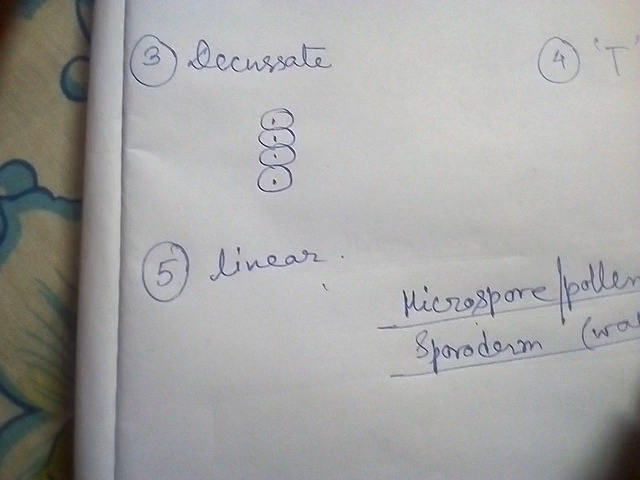 ③ Decussate
④ 'T'
⑤ linear.
Microspore/pollen
Sporoderm (wa